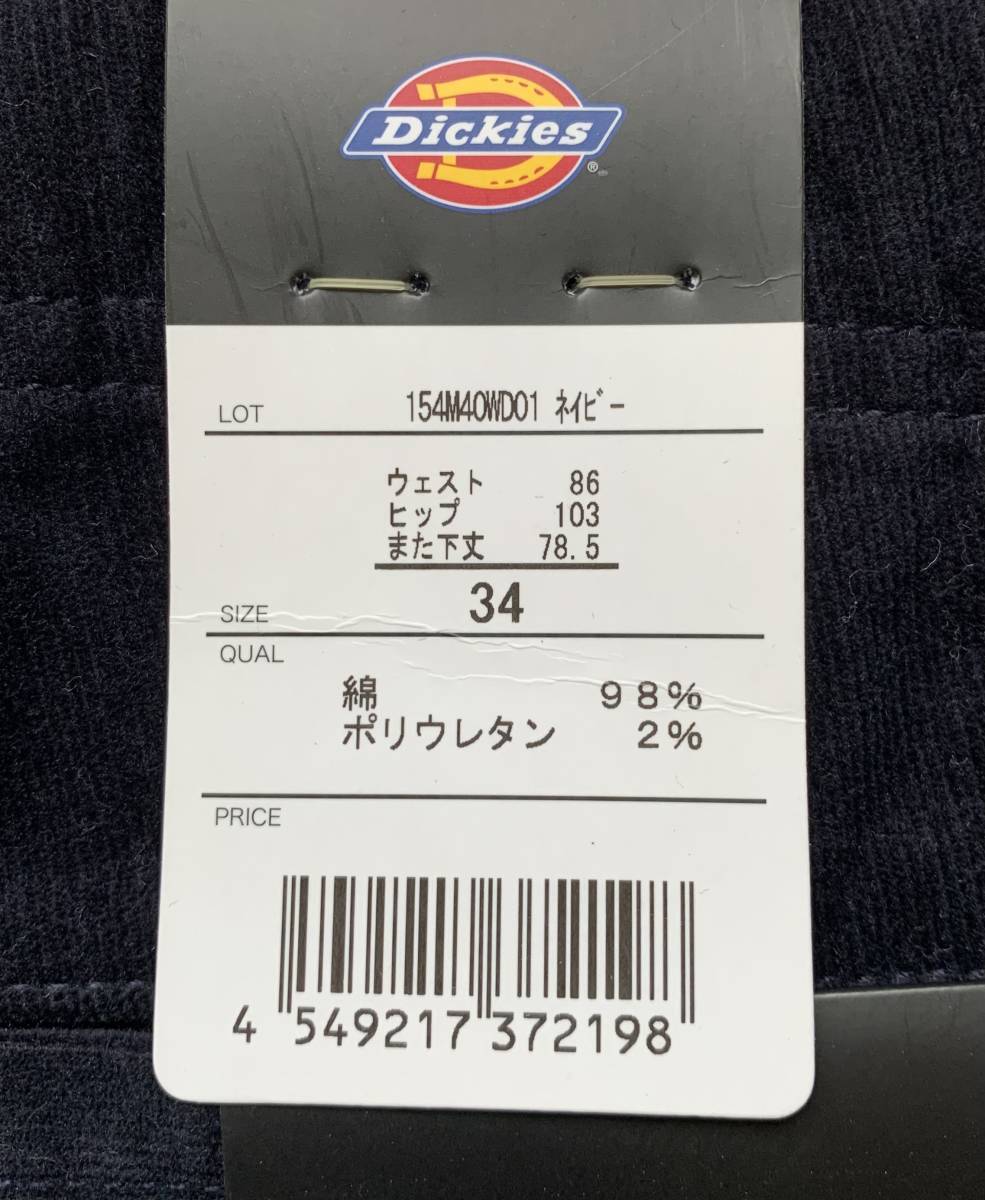 Dickies
®
LOT 154M40WD01 ﾈｲﾋﾞｰ
ウェスト 86
ヒップ 103
また下丈 78.5
SIZE 34
QUAL
綿 98%
ポリウレタン 2%
PRICE
4 549217 372198